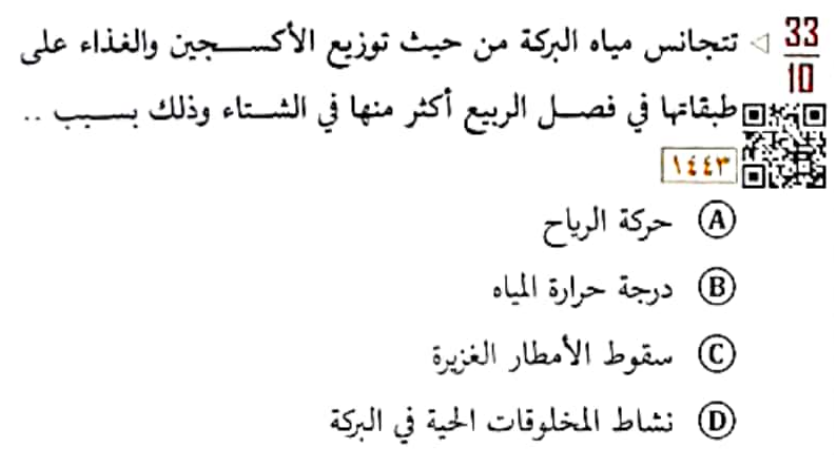 33/10 ◁ تتجانس مياه البركة من حيث توزيع الأكسجين والغذاء على
طبقاتها في فصل الربيع أكثر منها في الشتاء وذلك بسبب ..
١٤٤٣
A حركة الرياح
B درجة حرارة المياه
C سقوط الأمطار الغزيرة
D نشاط المخلوقات الحية في البركة